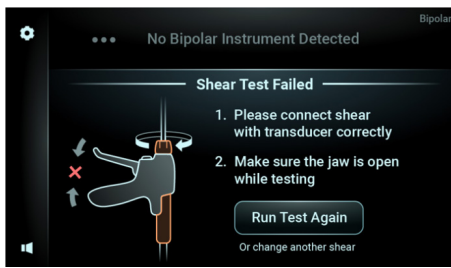 Bipolar
••• No Bipolar Instrument Detected
Shear Test Failed
1. Please connect shear
with transducer correctly
2. Make sure the jaw is open
while testing
Run Test Again
Or change another shear